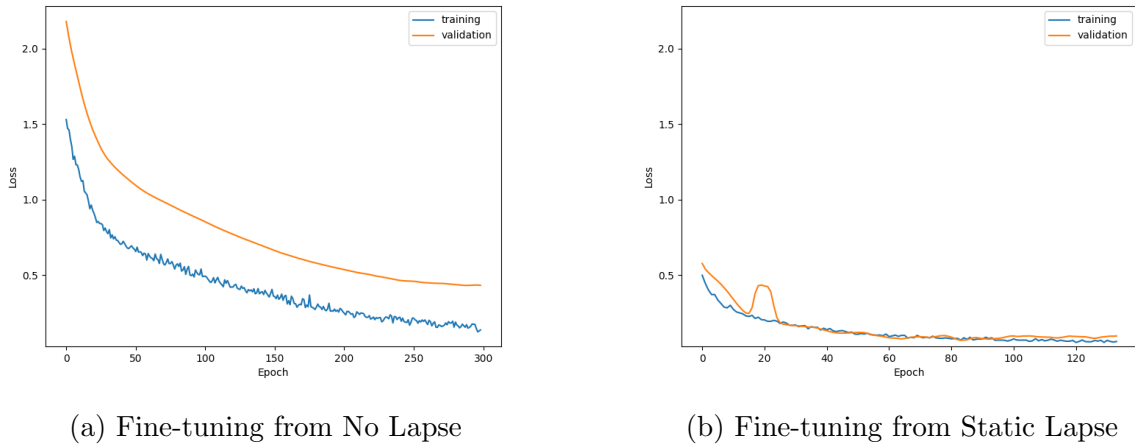 2.0
1.5
1.0
0.5
Loss
0
50
100
150
200
250
300
Epoch
training
validation
(a) Fine-tuning from No Lapse
2.0
1.5
1.0
0.5
Loss
0
20
40
60
80
100
120
Epoch
training
validation
(b) Fine-tuning from Static Lapse